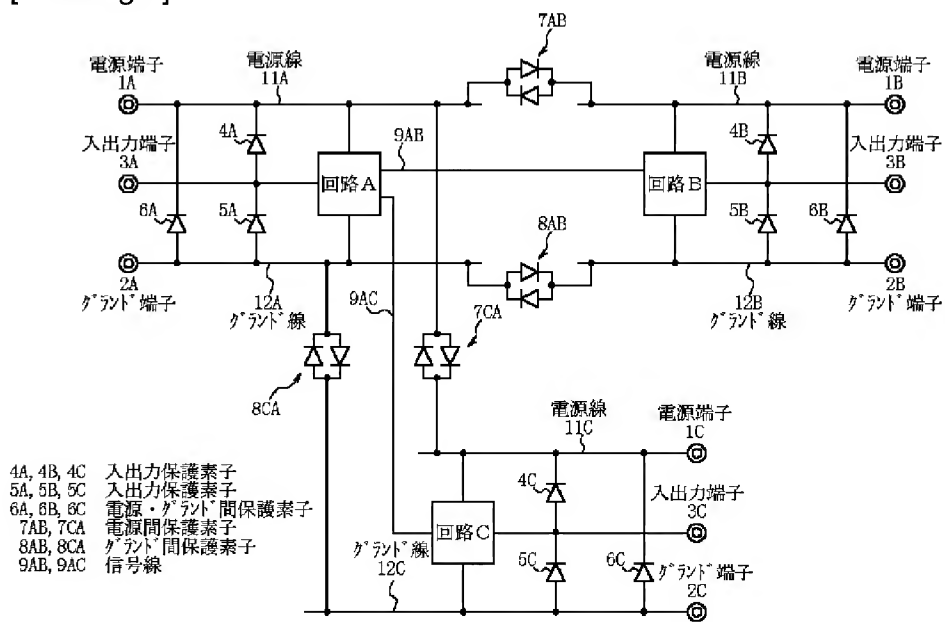 7AB
電源端子
1A
電源線
11A
電源線
11B
電源端子
1B
入出力端子
3A
4A
9AB
4B
入出力端子
3B
回路A
回路B
6A
5A
8AB
5B
6B
2A
グランド端子
12A
グランド線
9AC
7CA
12B
グランド線
2B
グランド端子
8CA
電源線
11C
電源端子
1C
4A, 4B, 4C 入出力保護素子
5A, 5B, 5C 入出力保護素子
6A, 6B, 6C 電源・グランド間保護素子
7AB, 7CA 電源間保護素子
8AB, 8CA グランド間保護素子
9AB, 9AC 信号線
4C
入出力端子
3C
回路C
グランド線
12C
5C
6C
グランド端子
2C